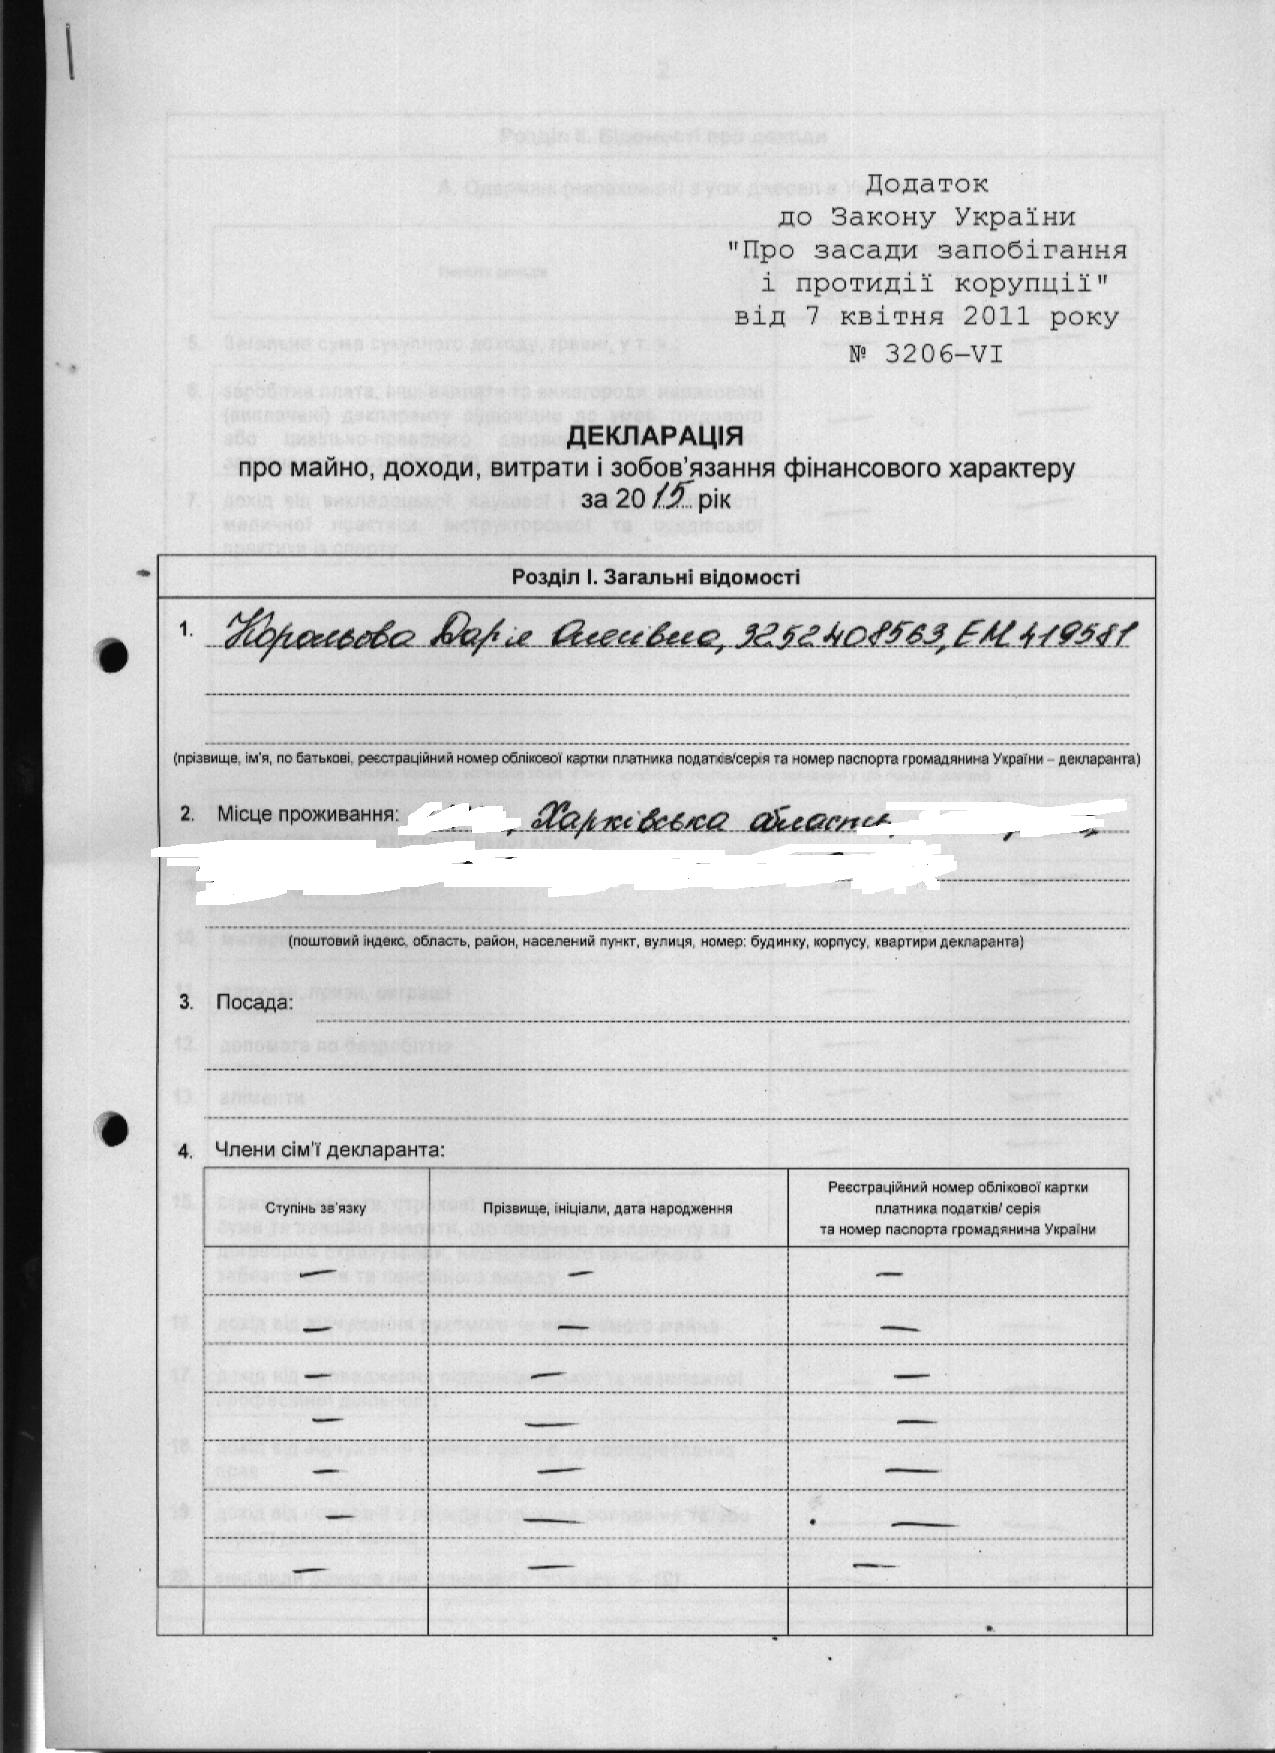 Додаток
до Закону України
"Про засади запобігання
і протидії корупції"
від 7 квітня 2011 року
№ 3206–VI
ДЕКЛАРАЦІЯ
про майно, доходи, витрати і зобов’язання фінансового характеру
за 2015 рік
Розділ І. Загальні відомості
1. Корольова Дар'я Олегівна, 3252408563, ЕМ 419581
(прізвище, ім’я, по батькові, реєстраційний номер облікової картки платника податків/серія та номер паспорта громадянина України – декларанта)
2. Місце проживання: , Харківська область,
(поштовий індекс, область, район, населений пункт, вулиця, номер: будинку, корпусу, квартири декларанта)
3. Посада:
4. Члени сім’ї декларанта:
Ступінь зв’язку Прізвище, ініціали, дата народження Реєстраційний номер облікової картки
платника податків/ серія
та номер паспорта громадянина України
— — —
— — —
— — —
— — —
— — —
— — —
— — —